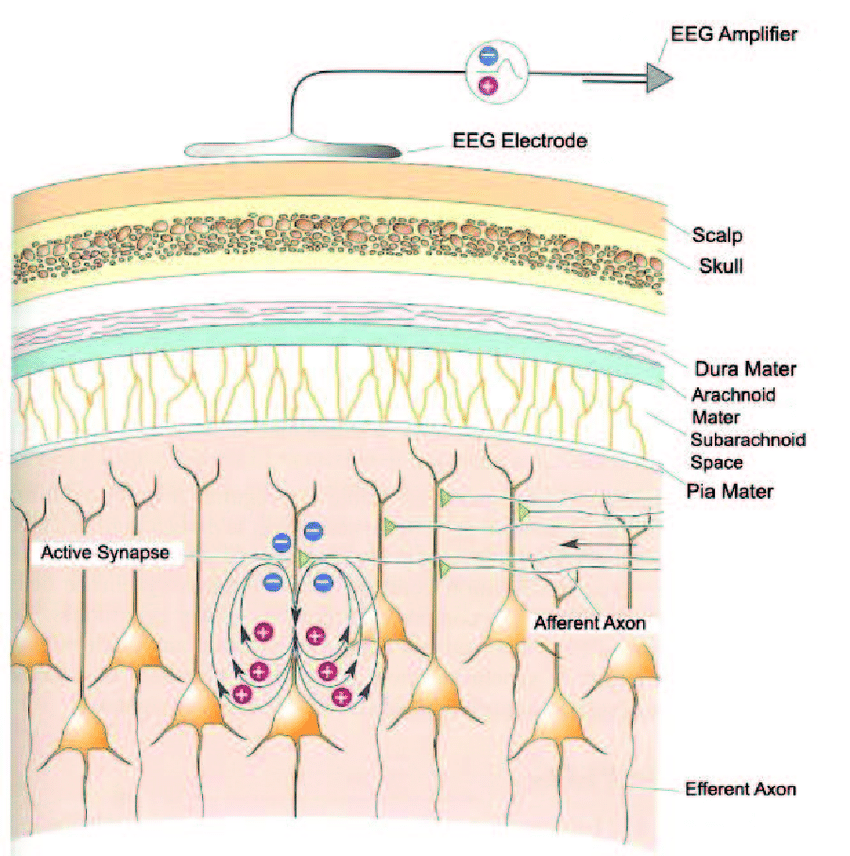 EEG Amplifier
EEG Electrode
Scalp
Skull
Dura Mater
Arachnoid
Mater
Subarachnoid
Space
Pia Mater
Active Synapse
Afferent Axon
Efferent Axon